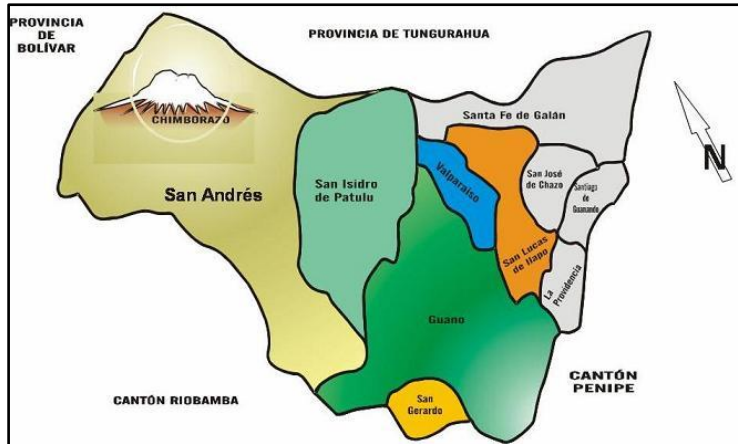 PROVINCIA
DE
BOLÍVAR
PROVINCIA DE TUNGURAHUA
CHIMBORAZO
San Andrés
San Isidro
de Patulu
Santa Fe de Galán
Valparaiso
San José
de Chazo
Santiago
de
Guanando
San Lucas
de Ilapo
La
Providencia
Guano
San
Gerardo
CANTÓN RIOBAMBA
CANTÓN
PENIPE
N